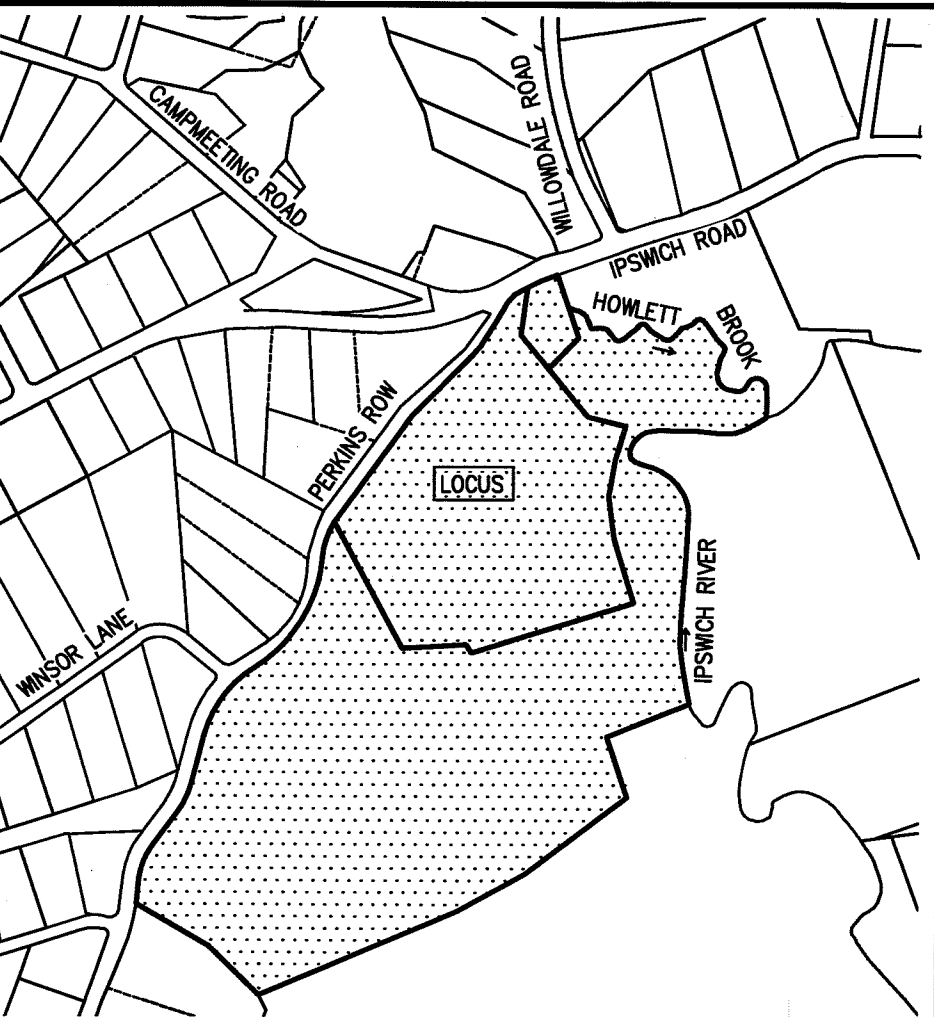 CAMPMEETING ROAD
WILLOWDALE ROAD
IPSWICH ROAD
HOWLETT
BROOK
PERKINS ROW
LOCUS
IPSWICH RIVER
WINSOR LANE